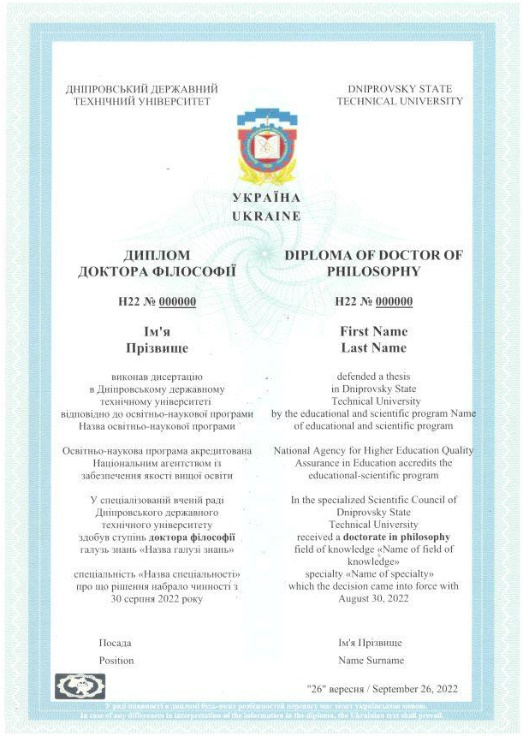 ДНІПРОВСЬКИЙ ДЕРЖАВНИЙ
ТЕХНІЧНИЙ УНІВЕРСИТЕТ
DNIPROVSKY STATE
TECHNICAL UNIVERSITY
УКРАЇНА
UKRAINE
ДИПЛОМ
ДОКТОРА ФІЛОСОФІЇ
Н22 № 000000
Ім'я
Прізвище
виконав дисертацію
в Дніпровському державному
технічному університеті
відповідно до освітньо-наукової програми
Назва освітньо-наукової програми
Освітньо-наукова програма акредитована
Національним агентством із
забезпечення якості вищої освіти
У спеціалізованій вченій раді
Дніпровського державного
технічного університету
здобув ступінь доктора філософії
галузь знань «Назва галузі знань»
спеціальність «Назва спеціальності»
про що рішення набрало чинності з
30 серпня 2022 року
DIPLOMA OF DOCTOR OF
PHILOSOPHY
Н22 № 000000
First Name
Last Name
defended a thesis
in Dniprovsky State
Technical University
by the educational and scientific program Name
of educational and scientific program
National Agency for Higher Education Quality
Assurance in Education accredits the
educational-scientific program
In the specialized Scientific Council of
Dniprovsky State
Technical University
received a doctorate in philosophy
field of knowledge «Name of field of
knowledge»
specialty «Name of specialty»
which the decision came into force with
August 30, 2022
Посада
Position
Ім'я Прізвище
Name Surname
"26" вересня / September 26, 2022
У разі наявності в дипломі будь-яких розбіжностей перевагу має текст українською мовою.
In case of any differences in interpretation of the information in the diploma, the Ukrainian text shall prevail.